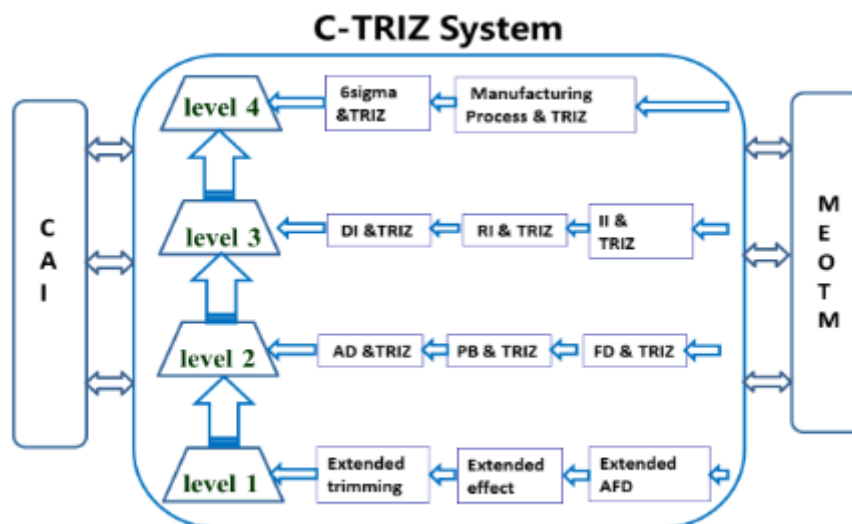 C-TRIZ System
C
A
I
level 4
6sigma
&TRIZ
Manufacturing
Process & TRIZ
level 3
DI &TRIZ
RI & TRIZ
II &
TRIZ
level 2
AD &TRIZ
PB & TRIZ
FD & TRIZ
level 1
Extended
trimming
Extended
effect
Extended
AFD
M
E
O
T
M